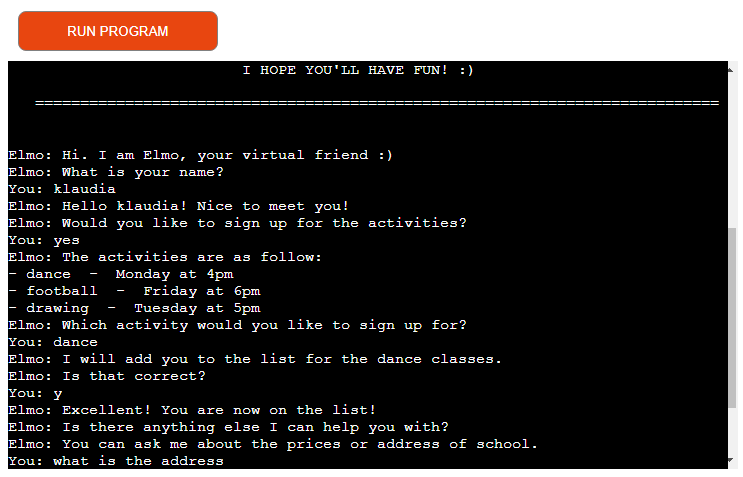 RUN PROGRAM
I HOPE YOU'LL HAVE FUN! :)
============================================================================
Elmo: Hi. I am Elmo, your virtual friend :)
Elmo: What is your name?
You: klaudia
Elmo: Hello klaudia! Nice to meet you!
Elmo: Would you like to sign up for the activities?
You: yes
Elmo: The activities are as follow:
- dance  -  Monday at 4pm
- football  -  Friday at 6pm
- drawing  -  Tuesday at 5pm
Elmo: Which activity would you like to sign up for?
You: dance
Elmo: I will add you to the list for the dance classes.
Elmo: Is that correct?
You: y
Elmo: Excellent! You are now on the list!
Elmo: Is there anything else I can help you with?
Elmo: You can ask me about the prices or address of school.
You: what is the address